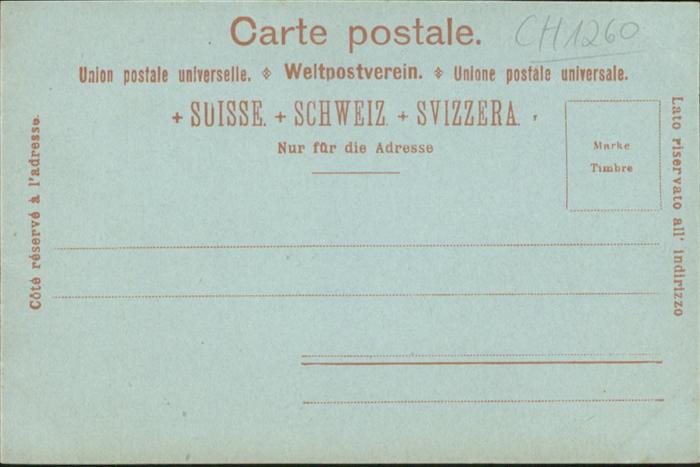 Carte postale.
CH1260
Union postale universelle. Weltpostverein. Unione postale universale.
+ SUISSE. + SCHWEIZ. + SVIZZERA.
Nur für die Adresse
Marke
Timbre
Côté réservé à l'adresse.
Lato riservato all' indirizzo